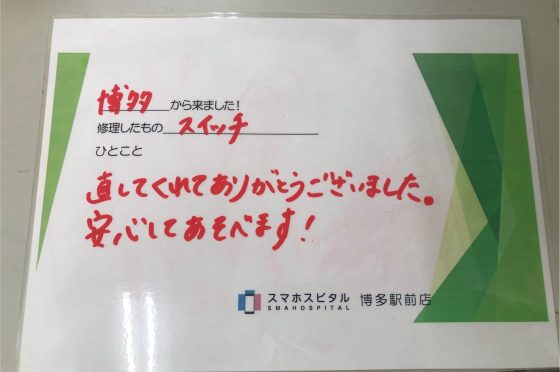 博多から来ました！
修理したもの スイッチ
ひとこと
直してくれてありがとうございました。
安心してあそべます！
スマホスピタル 博多駅前店
SMAHOSPITAL